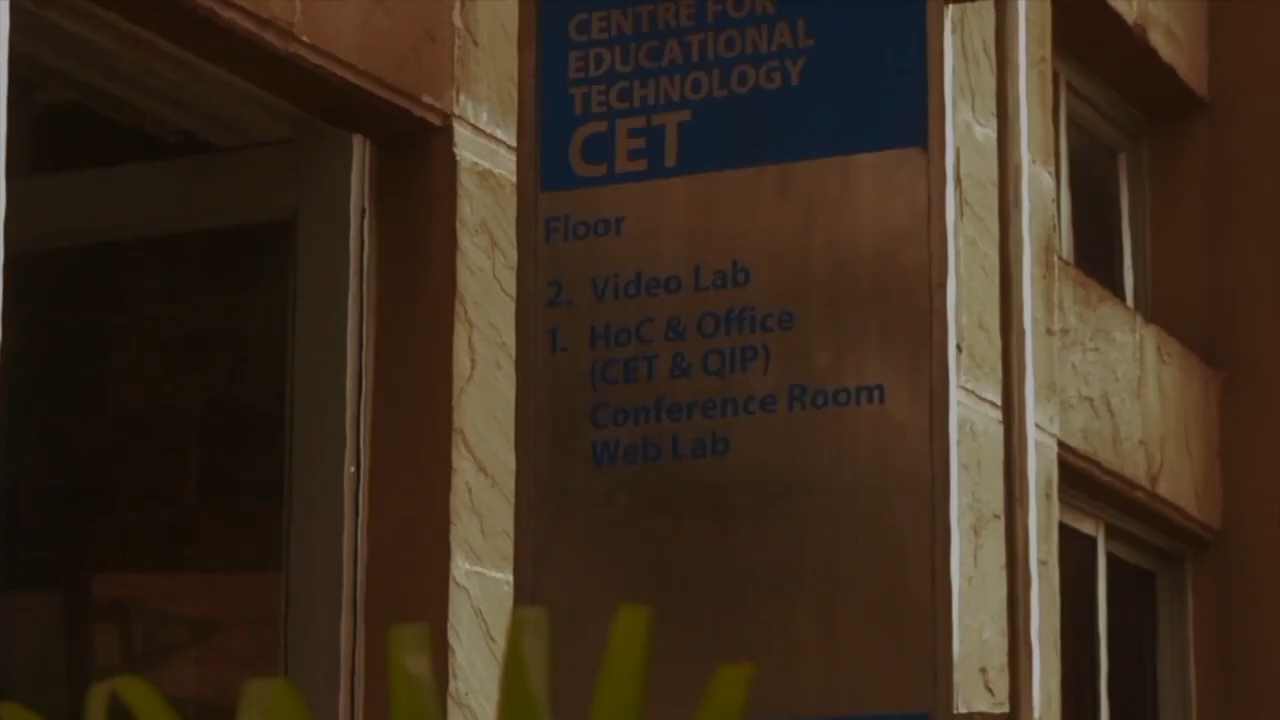 CENTRE FOR
EDUCATIONAL
TECHNOLOGY
CET
Floor
2. Video Lab
1. HoC & Office
(CET & QIP)
Conference Room
Web Lab